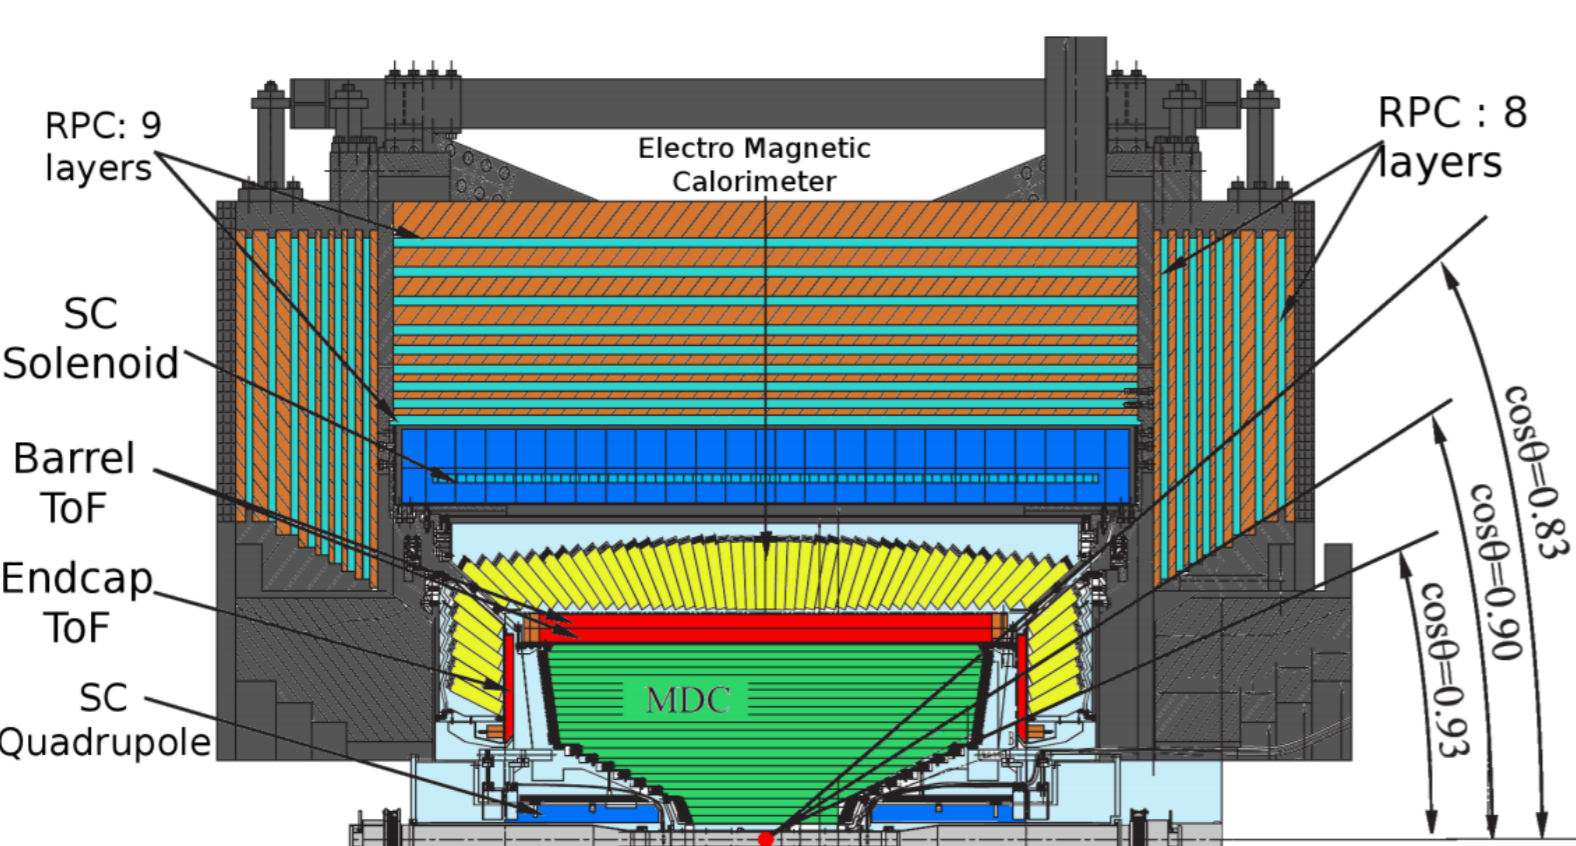 RPC: 9
layers
Electro Magnetic
Calorimeter
RPC : 8
layers
SC
Solenoid
Barrel
ToF
Endcap
ToF
SC
Quadrupole
MDC
cosθ=0.83
cosθ=0.90
cosθ=0.93